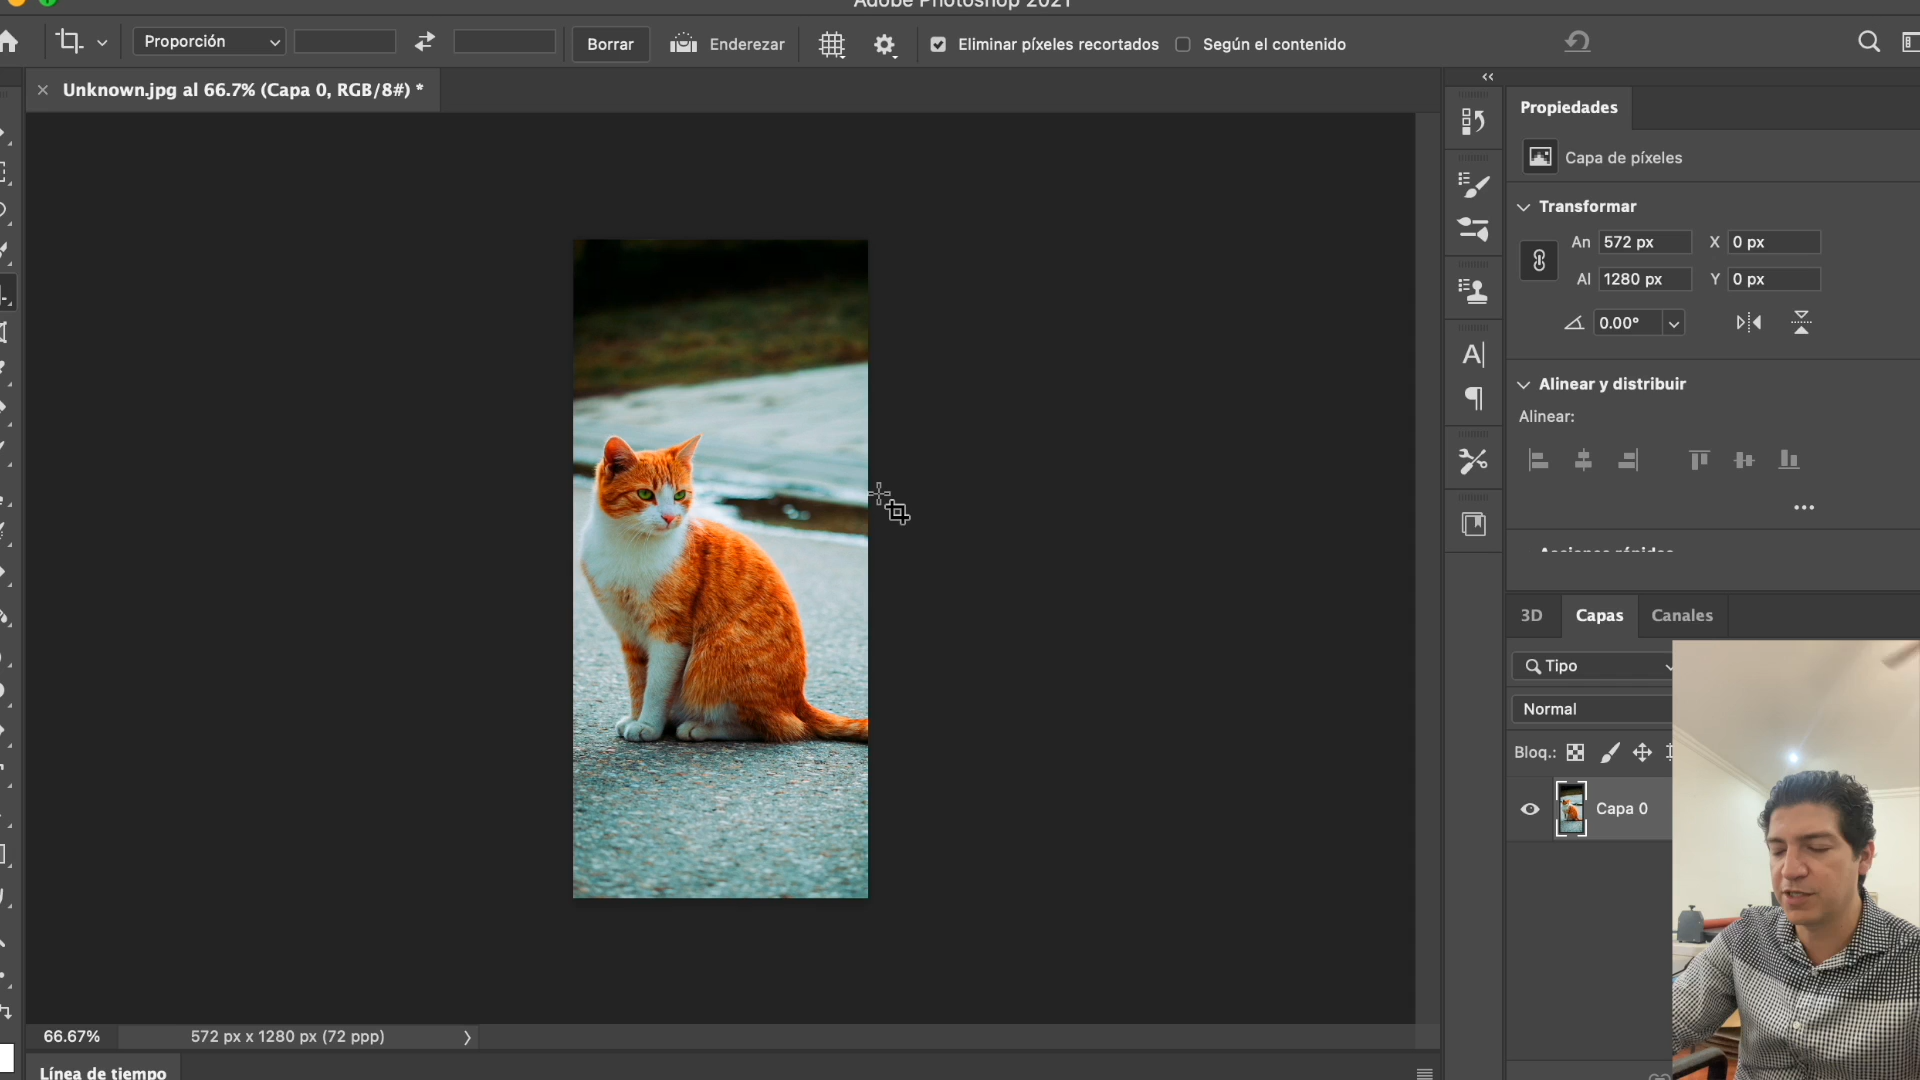 Adobe Photoshop 2021
Proporción
Borrar
Enderezar
Eliminar píxeles recortados
Según el contenido
Unknown.jpg al 66.7% (Capa 0, RGB/8#) *
Propiedades
Capa de píxeles
Transformar
An 572 px X 0 px
Al 1280 px Y 0 px
0.00°
Alinear y distribuir
Alinear:
3D Capas Canales
Tipo
Normal
Bloq.:
Capa 0
66.67% 572 px x 1280 px (72 ppp)
Línea de tiempo